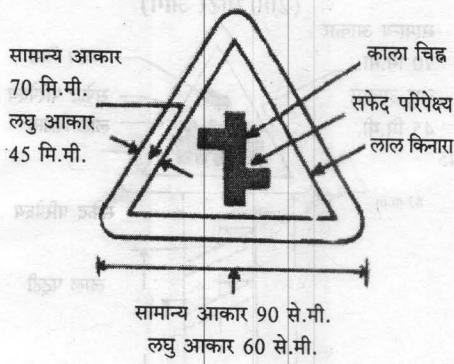 सामान्य आकार
70 मि.मी.
लघु आकार
45 मि.मी.
काला चिह्न
सफेद परिपेक्ष्य
लाल किनारा
सामान्य आकार 90 से.मी.
लघु आकार 60 से.मी.